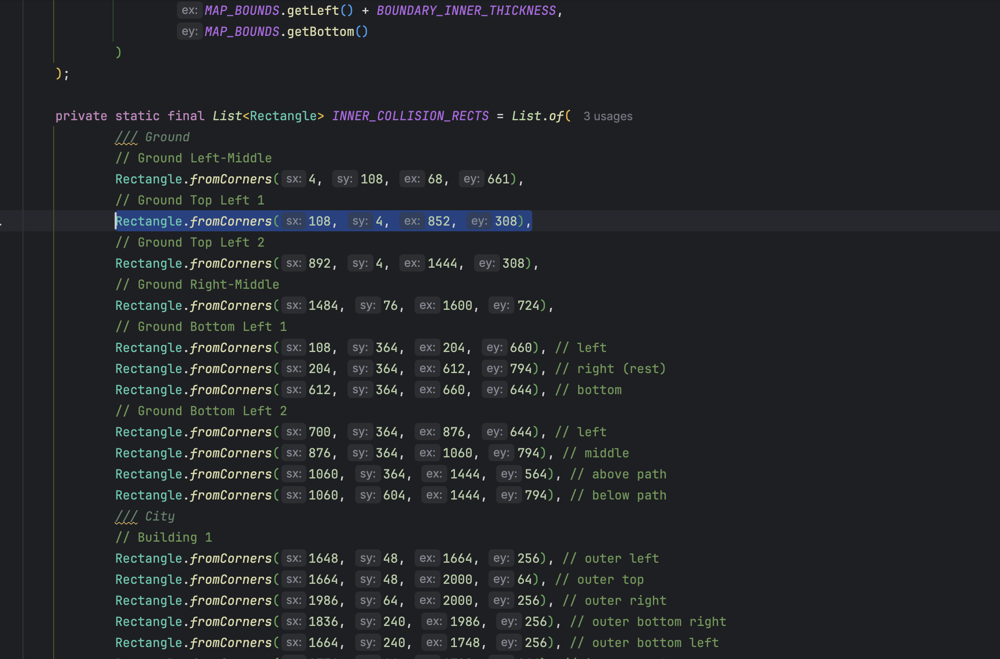 ex: MAP_BOUNDS.getLeft() + BOUNDARY_INNER_THICKNESS,
ey: MAP_BOUNDS.getBottom()
)
);
private static final List<Rectangle> INNER_COLLISION_RECTS = List.of( 3 usages
/// Ground
// Ground Left-Middle
Rectangle.fromCorners( sx: 4, sy: 108, ex: 68, ey: 661),
// Ground Top Left 1
Rectangle.fromCorners( sx: 108, sy: 4, ex: 852, ey: 308),
// Ground Top Left 2
Rectangle.fromCorners( sx: 892, sy: 4, ex: 1444, ey: 308),
// Ground Right-Middle
Rectangle.fromCorners( sx: 1484, sy: 76, ex: 1600, ey: 724),
// Ground Bottom Left 1
Rectangle.fromCorners( sx: 108, sy: 364, ex: 204, ey: 660), // left
Rectangle.fromCorners( sx: 204, sy: 364, ex: 612, ey: 794), // right (rest)
Rectangle.fromCorners( sx: 612, sy: 364, ex: 660, ey: 644), // bottom
// Ground Bottom Left 2
Rectangle.fromCorners( sx: 700, sy: 364, ex: 876, ey: 644), // left
Rectangle.fromCorners( sx: 876, sy: 364, ex: 1060, ey: 794), // middle
Rectangle.fromCorners( sx: 1060, sy: 364, ex: 1444, ey: 564), // above path
Rectangle.fromCorners( sx: 1060, sy: 604, ex: 1444, ey: 794), // below path
/// City
// Building 1
Rectangle.fromCorners( sx: 1648, sy: 48, ex: 1664, ey: 256), // outer left
Rectangle.fromCorners( sx: 1664, sy: 48, ex: 2000, ey: 64), // outer top
Rectangle.fromCorners( sx: 1986, sy: 64, ex: 2000, ey: 256), // outer right
Rectangle.fromCorners( sx: 1836, sy: 240, ex: 1986, ey: 256), // outer bottom right
Rectangle.fromCorners( sx: 1664, sy: 240, ex: 1748, ey: 256), // outer bottom left